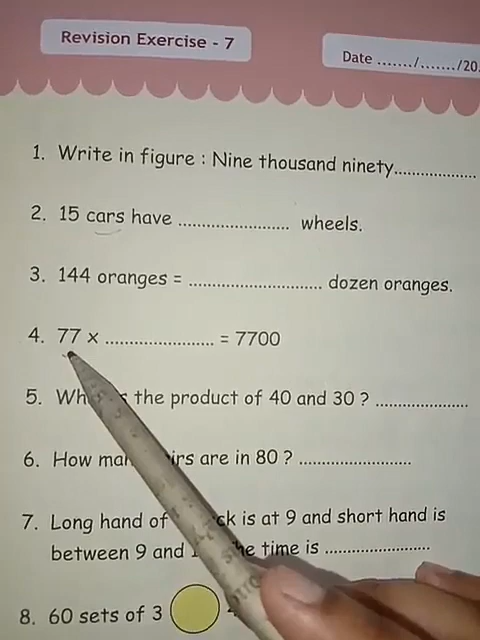 Revision Exercise - 7
Date ......./......./20.
1. Write in figure : Nine thousand ninety..................
2. 15 cars have ........................ wheels.
3. 144 oranges = ............................. dozen oranges.
4. 77 × ........................ = 7700
5. the product of 40 and 30 ? ....................
6. How are in 80 ? ........................
7. Long hand of is at 9 and short hand is
between 9 and time is ......................
8. 60 sets of 3